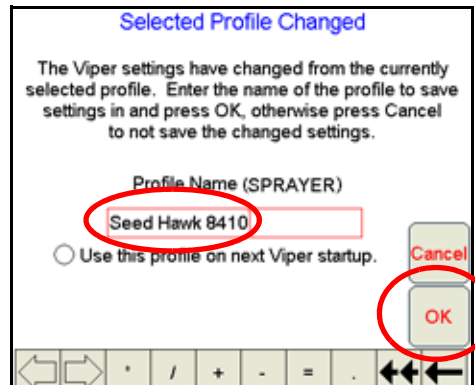 Selected Profile Changed
The Viper settings have changed from the currently
selected profile. Enter the name of the profile to save
settings in and press OK, otherwise press Cancel
to not save the changed settings.
Profile Name (SPRAYER)
Seed Hawk 8410
Use this profile on next Viper startup.
Cancel
OK
* / + - = .